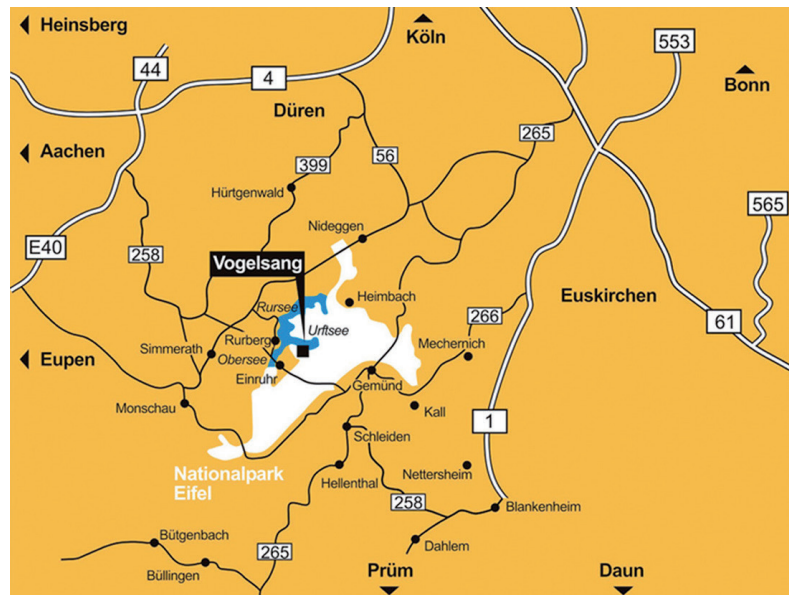 Heinsberg
Köln
553
44
4
Bonn
Düren
265
Aachen
56
399
Hürtgenwald
565
Nideggen
E40
258
Vogelsang
Heimbach
Euskirchen
Rursee
266
61
Urftsee
Rurberg
Mechernich
Simmerath
Obersee
Eupen
Einruhr
Gemünd
Monschau
Kall
1
Schleiden
Nationalpark
Eifel
Nettersheim
Hellenthal
258
Blankenheim
Bütgenbach
265
Dahlem
Büllingen
Prüm
Daun